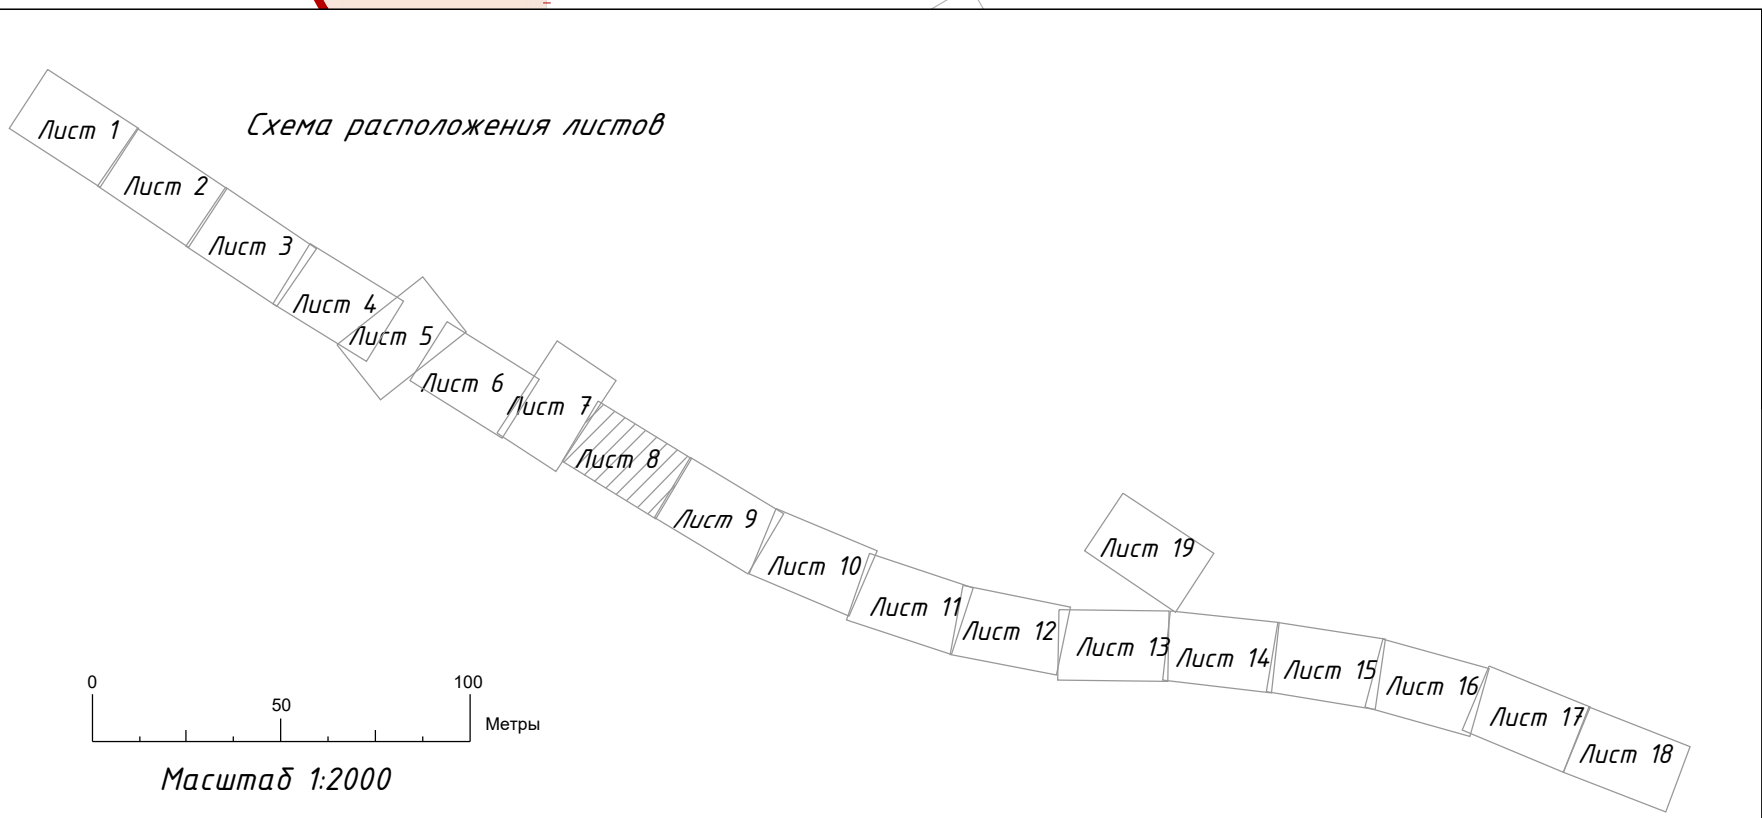 Схема расположения листов
Лист 1
Лист 2
Лист 3
Лист 4
Лист 5
Лист 6
Лист 7
Лист 8
Лист 9
Лист 10
Лист 11
Лист 12
Лист 13
Лист 14
Лист 15
Лист 16
Лист 17
Лист 18
Лист 19
0 50 100
Метры
Масштаб 1:2000